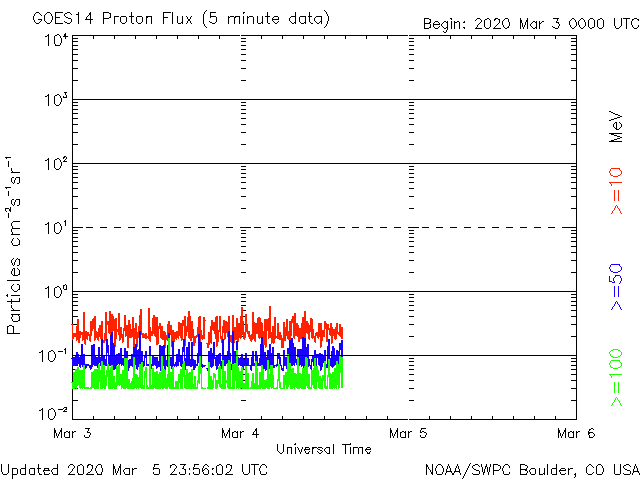 GOES14 Proton Flux (5 minute data)
Begin: 2020 Mar 3 0000 UTC
10⁴
10³
10²
10¹
10⁰
10⁻¹
10⁻²
Particles cm⁻²s⁻¹sr⁻¹
MeV
>=10
>=50
>=100
Mar 3
Mar 4
Mar 5
Mar 6
Universal Time
Updated 2020 Mar 5 23:56:02 UTC
NOAA/SWPC Boulder, CO USA